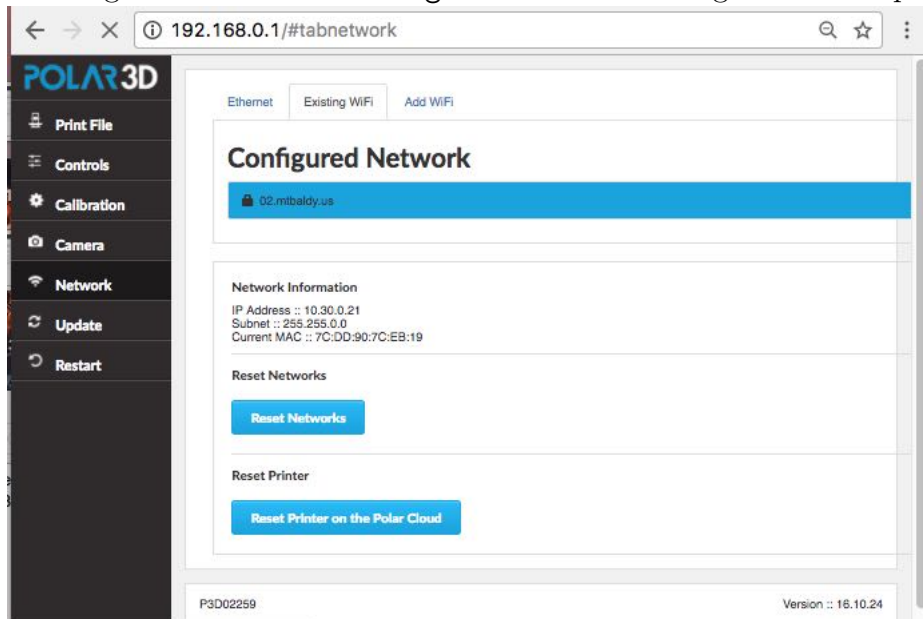 192.168.0.1/#tabnetwork
POLAR3D
Print File
Controls
Calibration
Camera
Network
Update
Restart
Ethernet Existing WiFi Add WiFi
Configured Network
02.mtbaldy.us
Network Information
IP Address :: 10.30.0.21
Subnet :: 255.255.0.0
Current MAC :: 7C:DD:90:7C:EB:19
Reset Networks
Reset Networks
Reset Printer
Reset Printer on the Polar Cloud
P3D02259 Version :: 16.10.24